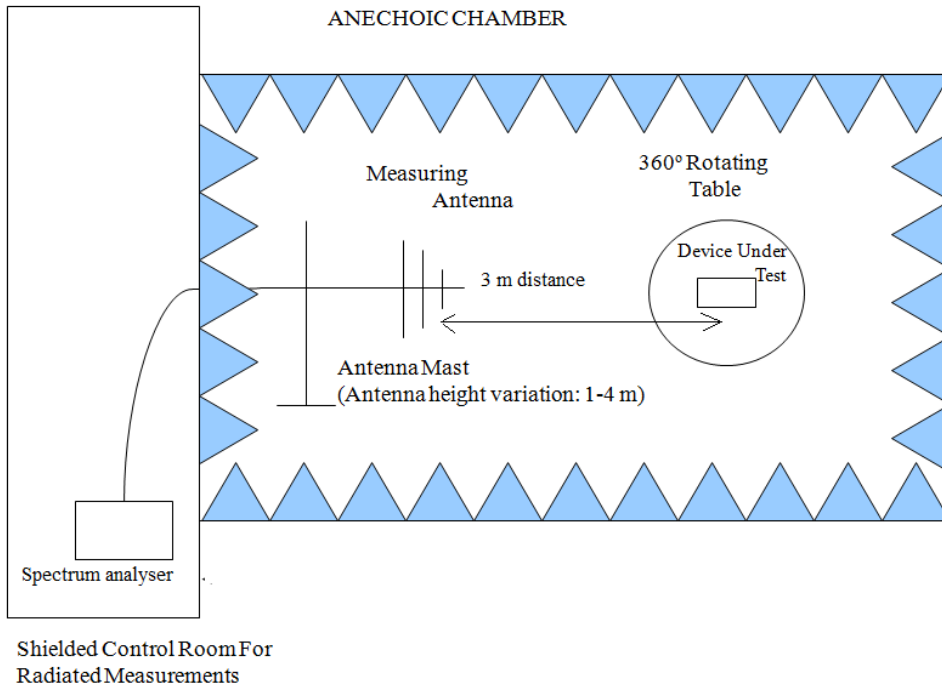 ANECHOIC CHAMBER
Measuring
Antenna
360º Rotating
Table
Device Under
Test
3 m distance
Antenna Mast
(Antenna height variation: 1-4 m)
Spectrum analyser
Shielded Control Room For
Radiated Measurements